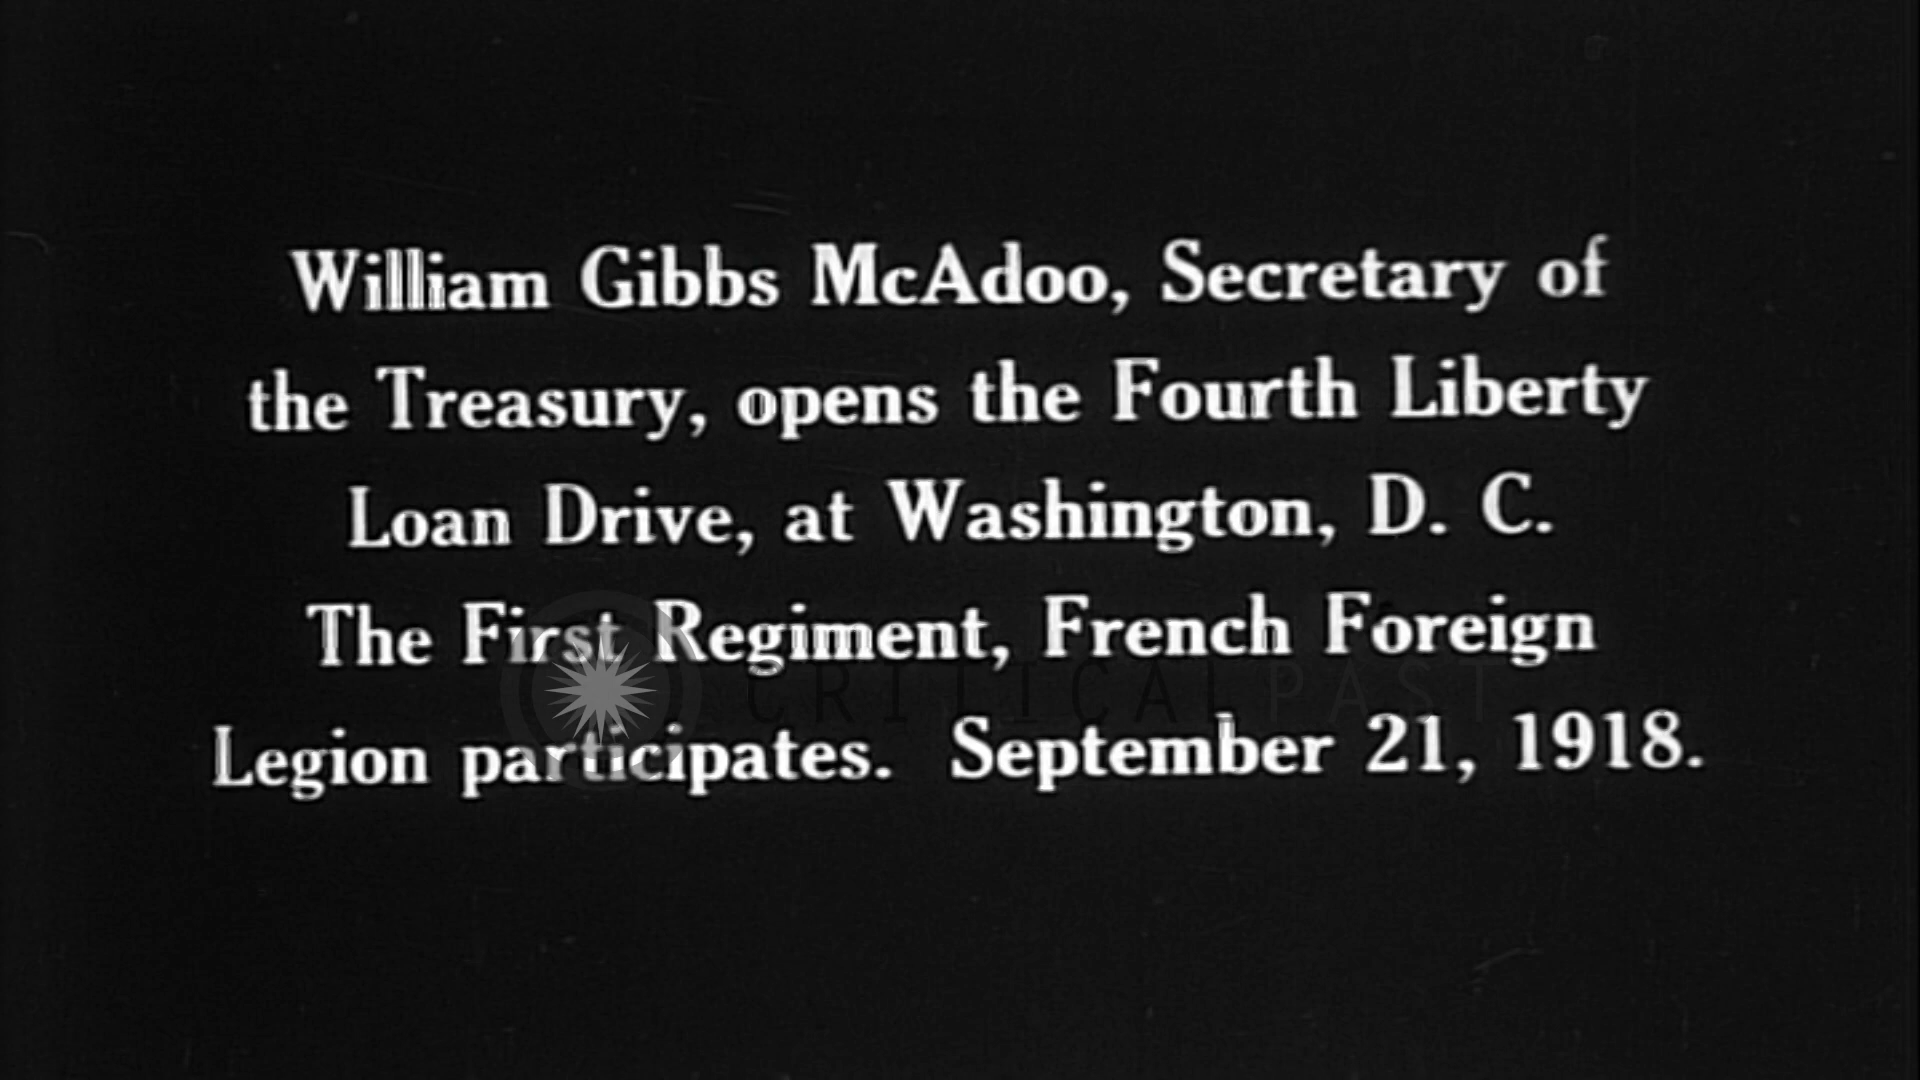 William Gibbs McAdoo, Secretary of
the Treasury, opens the Fourth Liberty
Loan Drive, at Washington, D. C.
The First Regiment, French Foreign
Legion participates. September 21, 1918.
CRITICALPAST